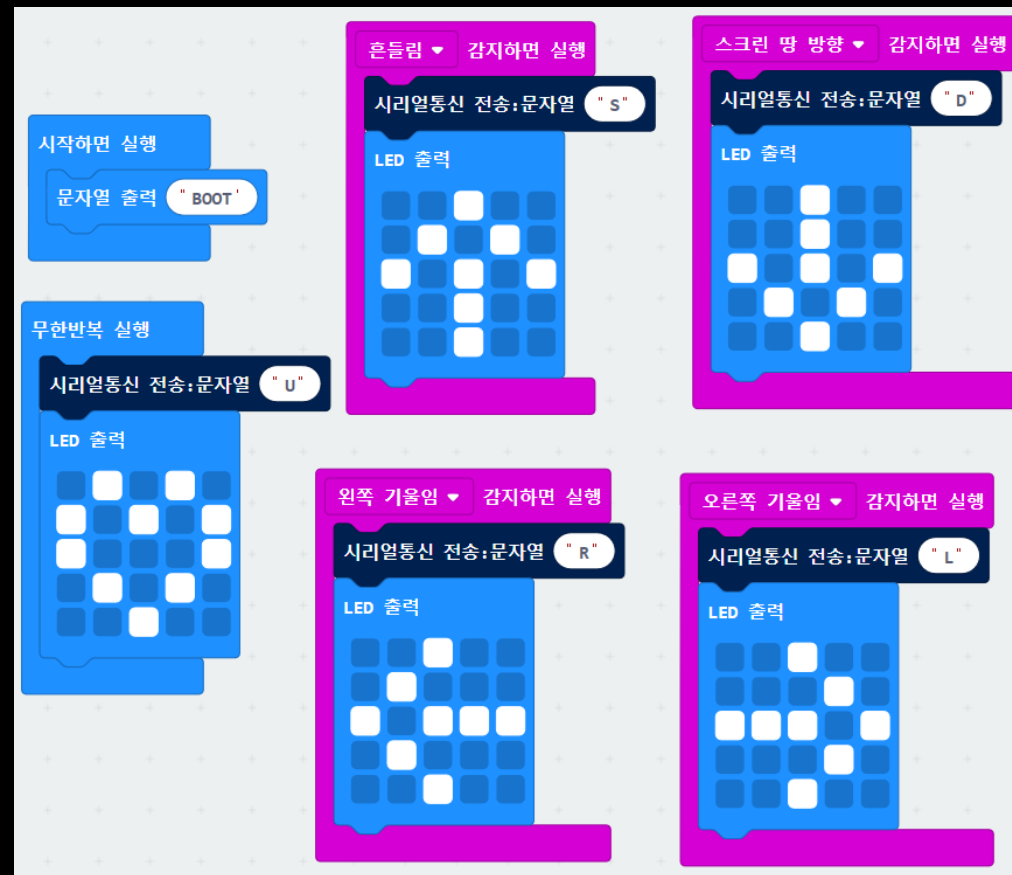 시작하면 실행
문자열 출력 "BOOT"
무한반복 실행
시리얼통신 전송:문자열 "U"
LED 출력
흔들림 감지하면 실행
시리얼통신 전송:문자열 "S"
LED 출력
스크린 땅 방향 감지하면 실행
시리얼통신 전송:문자열 "D"
LED 출력
왼쪽 기울임 감지하면 실행
시리얼통신 전송:문자열 "R"
LED 출력
오른쪽 기울임 감지하면 실행
시리얼통신 전송:문자열 "L"
LED 출력